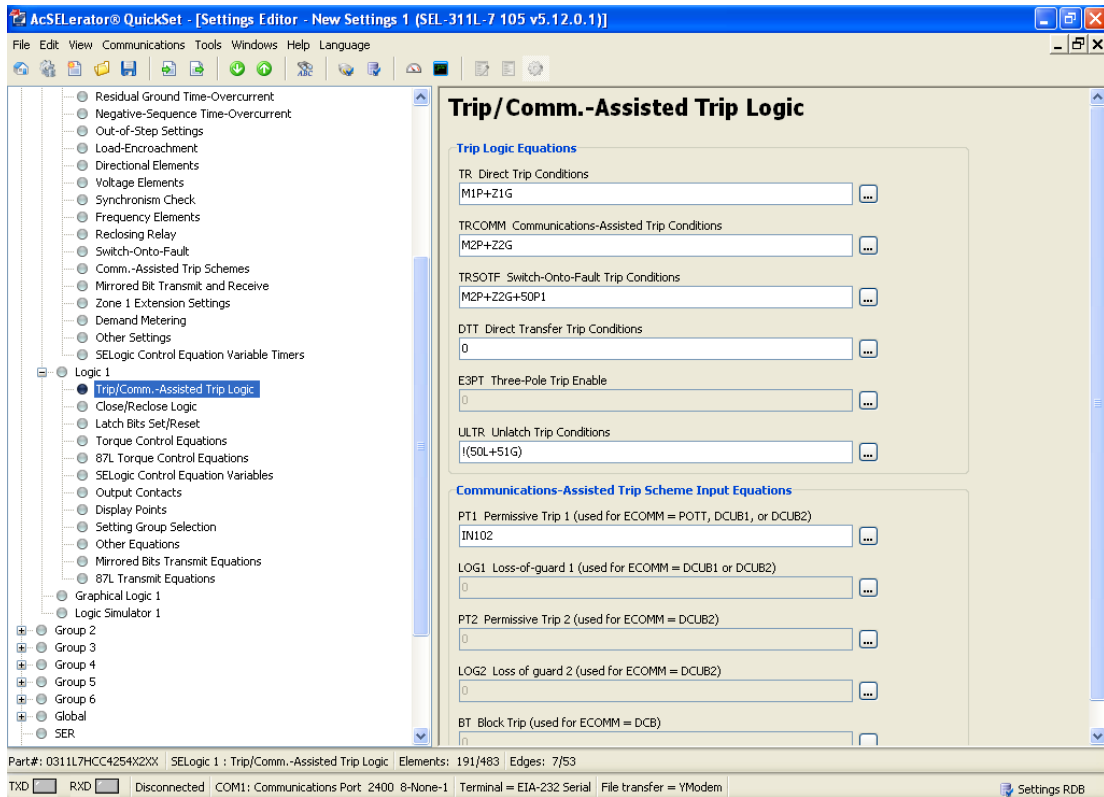 AcSELerator® QuickSet - [Settings Editor - New Settings 1 (SEL-311L-7 105 v5.12.0.1)]
File Edit View Communications Tools Windows Help Language
Residual Ground Time-Overcurrent
Negative-Sequence Time-Overcurrent
Out-of-Step Settings
Load-Encroachment
Directional Elements
Voltage Elements
Synchronism Check
Frequency Elements
Reclosing Relay
Switch-Onto-Fault
Comm.-Assisted Trip Schemes
Mirrored Bit Transmit and Receive
Zone 1 Extension Settings
Demand Metering
Other Settings
SELogic Control Equation Variable Timers
Logic 1
Trip/Comm.-Assisted Trip Logic
Close/Reclose Logic
Latch Bits Set/Reset
Torque Control Equations
87L Torque Control Equations
SELogic Control Equation Variables
Output Contacts
Display Points
Setting Group Selection
Other Equations
Mirrored Bits Transmit Equations
87L Transmit Equations
Graphical Logic 1
Logic Simulator 1
Group 2
Group 3
Group 4
Group 5
Group 6
Global
SER
Trip/Comm.-Assisted Trip Logic
Trip Logic Equations
TR Direct Trip Conditions
M1P+Z1G
...
TRCOMM Communications-Assisted Trip Conditions
M2P+Z2G
...
TRSOTF Switch-Onto-Fault Trip Conditions
M2P+Z2G+50P1
...
DTT Direct Transfer Trip Conditions
0
...
E3PT Three-Pole Trip Enable
0
...
ULTR Unlatch Trip Conditions
!(50L+51G)
...
Communications-Assisted Trip Scheme Input Equations
PT1 Permissive Trip 1 (used for ECOMM = POTT, DCUB1, or DCUB2)
IN102
...
LOG1 Loss-of-guard 1 (used for ECOMM = DCUB1 or DCUB2)
0
...
PT2 Permissive Trip 2 (used for ECOMM = DCUB2)
0
...
LOG2 Loss of guard 2 (used for ECOMM = DCUB2)
0
...
BT Block Trip (used for ECOMM = DCB)
0
...
Part#: 0311L7HCC4254X2XX SELogic 1 : Trip/Comm.-Assisted Trip Logic Elements: 191/483 Edges: 7/53
TXD RXD Disconnected COM1: Communications Port 2400 8-None-1 Terminal = EIA-232 Serial File transfer = YModem Settings RDB